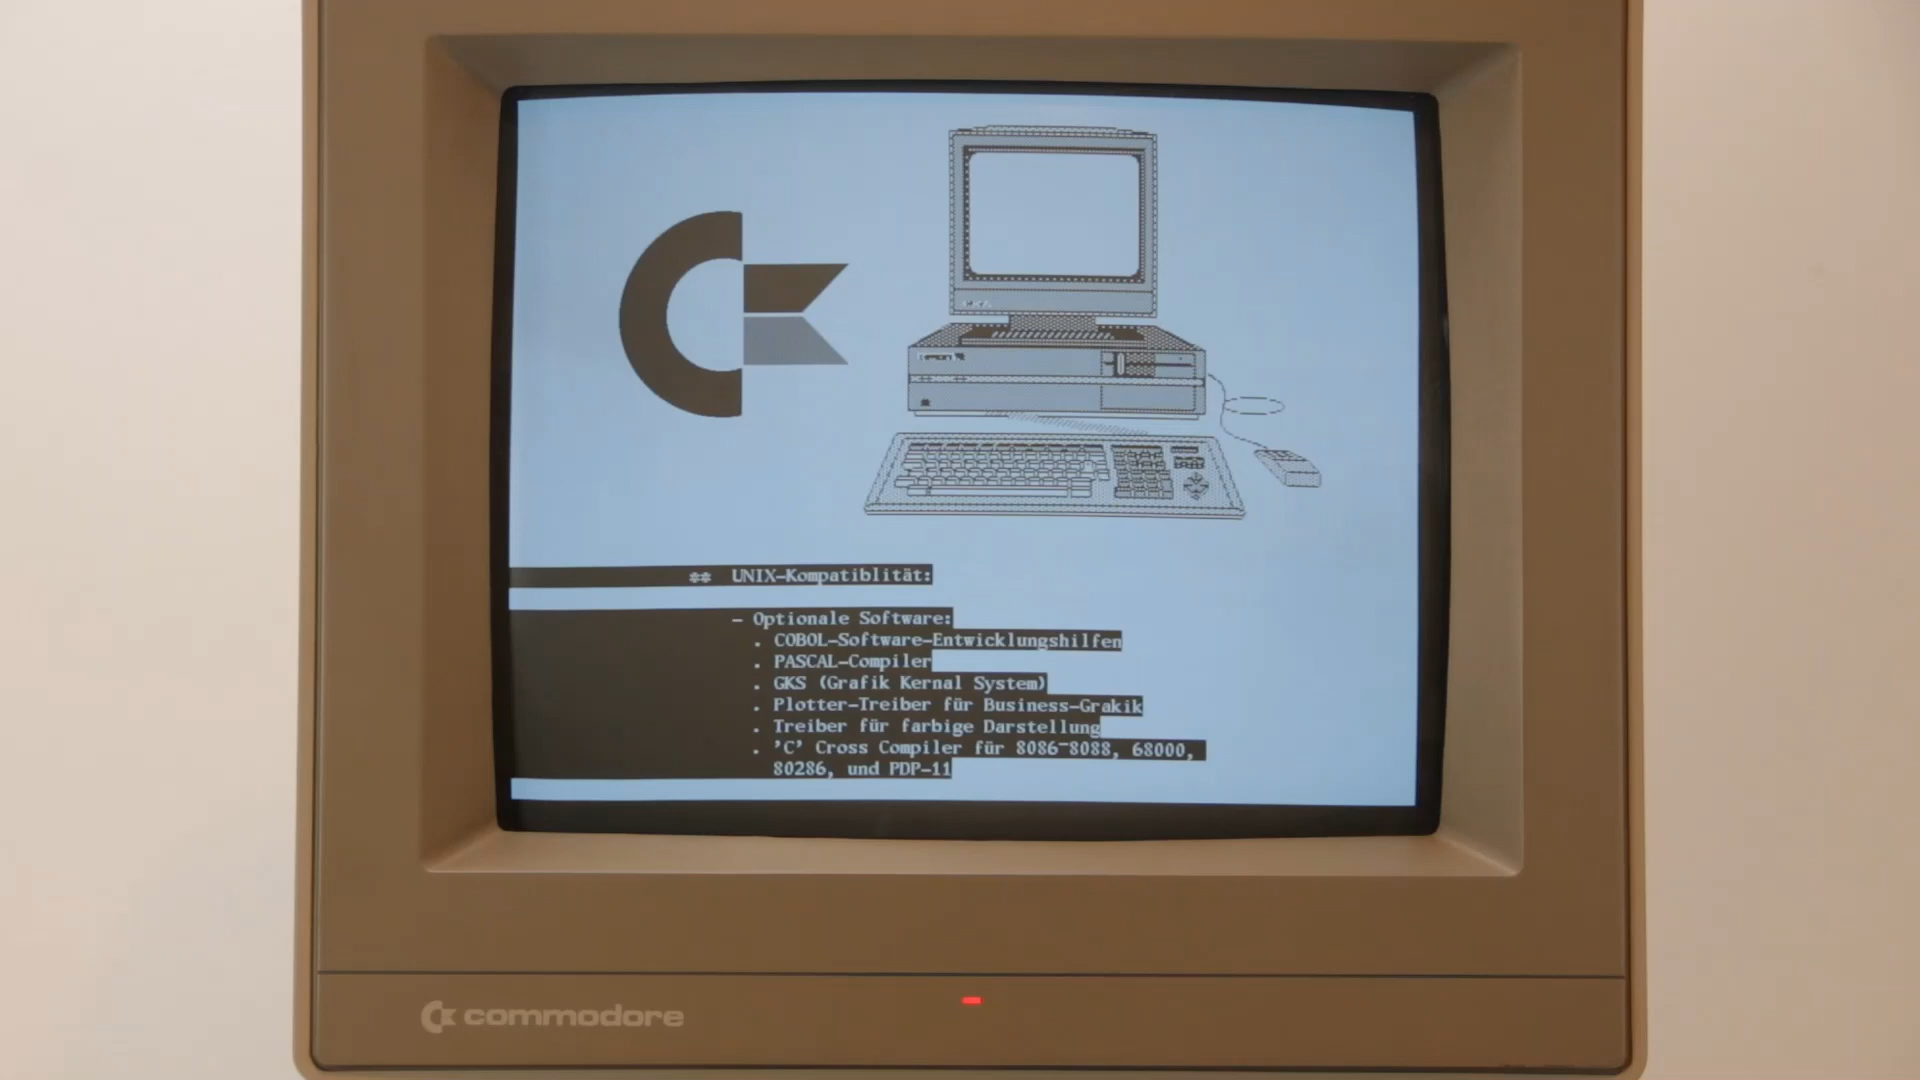 ** UNIX-Kompatiblität:
- Optionale Software:
. COBOL-Software-Entwicklungshilfen
. PASCAL-Compiler
. GKS (Grafik Kernal System)
. Plotter-Treiber für Business-Grakik
. Treiber für farbige Darstellung
. 'C' Cross Compiler für 8086-8088, 68000,
80286, und PDP-11
commodore